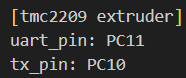 [tmc2209 extruder]
uart_pin: PC11
tx_pin: PC10